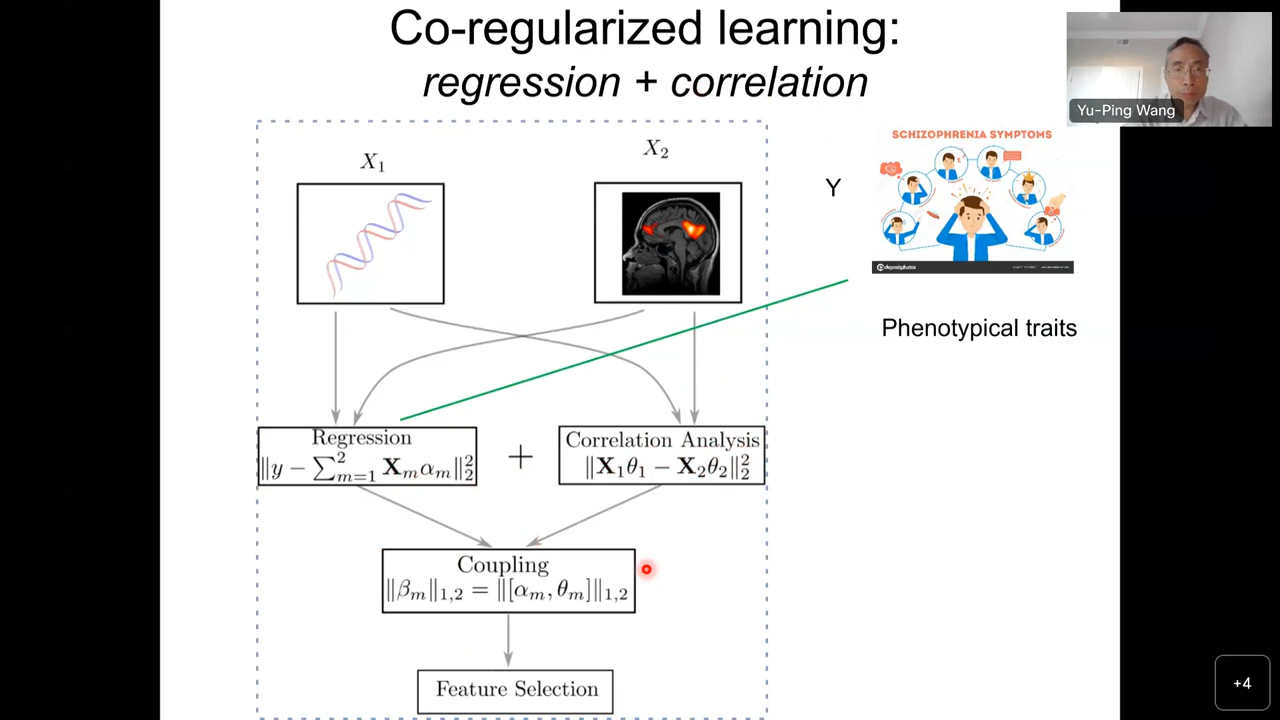 Co-regularized learning:
regression + correlation
Yu-Ping Wang
X₁
X₂
Y
SCHIZOPHRENIA SYMPTOMS
depositphotos
Phenotypical traits
Regression
‖y − ∑²ₘ₌₁ Xₘαₘ‖²₂
+
Correlation Analysis
‖X₁θ₁ − X₂θ₂‖²₂
Coupling
‖βₘ‖₁,₂ = ‖[αₘ, θₘ]‖₁,₂
Feature Selection
+4